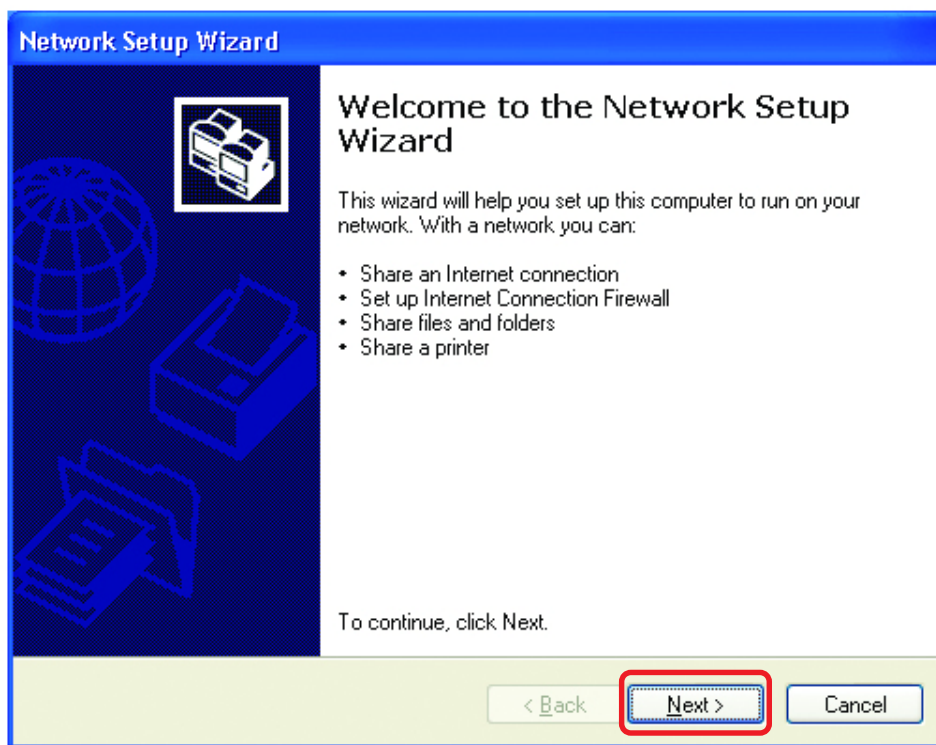 Network Setup Wizard
Welcome to the Network Setup
Wizard
This wizard will help you set up this computer to run on your
network. With a network you can:
• Share an Internet connection
• Set up Internet Connection Firewall
• Share files and folders
• Share a printer
To continue, click Next.
< Back Next > Cancel